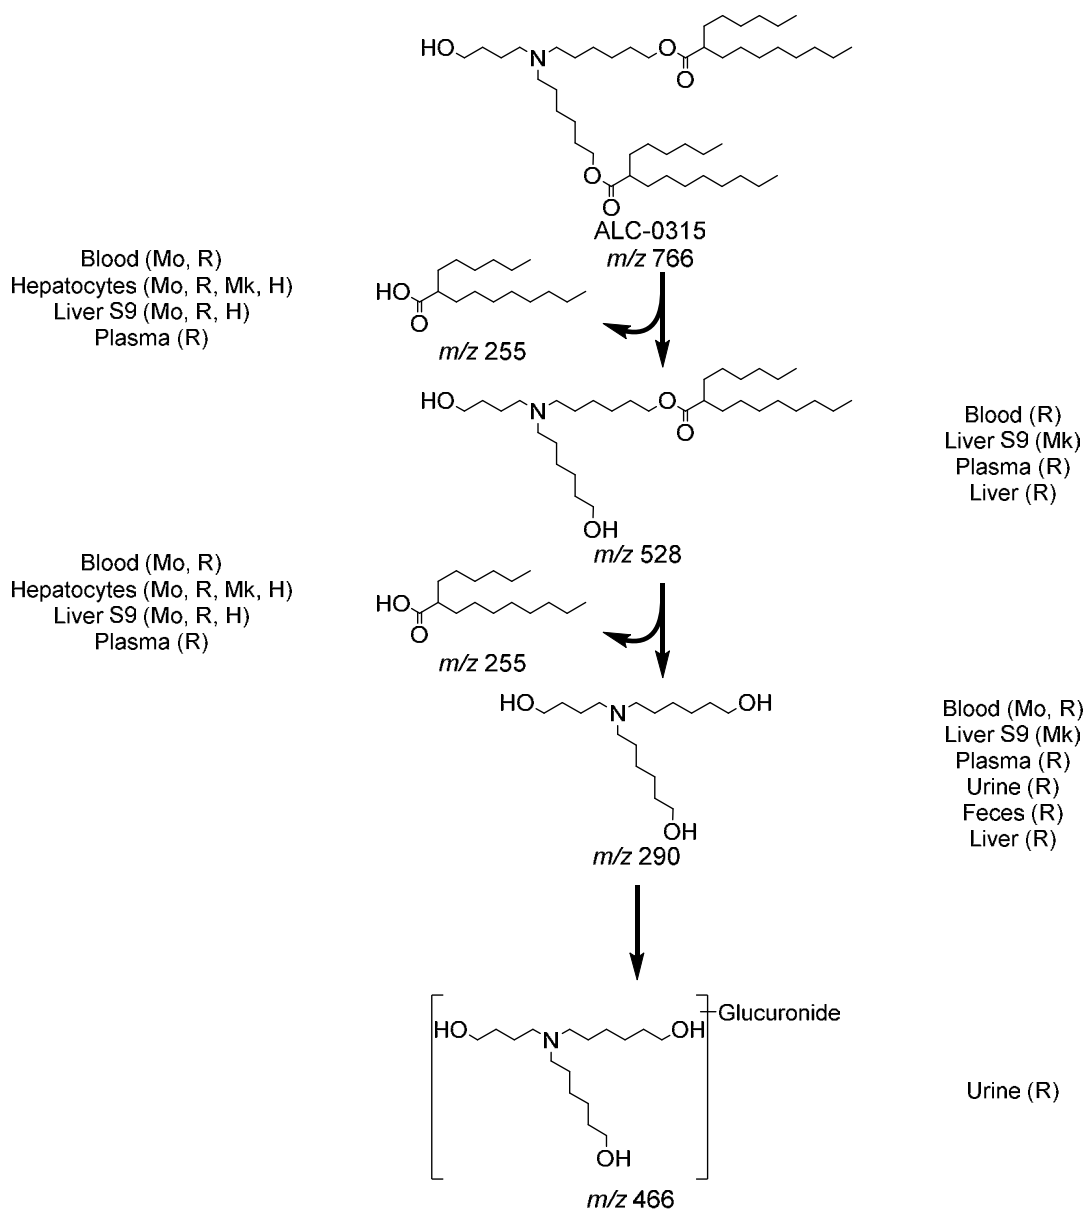 HO
N
O
O
O
O
ALC-0315
m/z 766
Blood (Mo, R)
Hepatocytes (Mo, R, Mk, H)
Liver S9 (Mo, R, H)
Plasma (R)
HO
O
m/z 255
HO
N
O
O
OH
m/z 528
Blood (R)
Liver S9 (Mk)
Plasma (R)
Liver (R)
Blood (Mo, R)
Hepatocytes (Mo, R, Mk, H)
Liver S9 (Mo, R, H)
Plasma (R)
HO
O
m/z 255
HO
N
OH
OH
m/z 290
Blood (Mo, R)
Liver S9 (Mk)
Plasma (R)
Urine (R)
Feces (R)
Liver (R)
HO
N
OH
OH
Glucuronide
m/z 466
Urine (R)